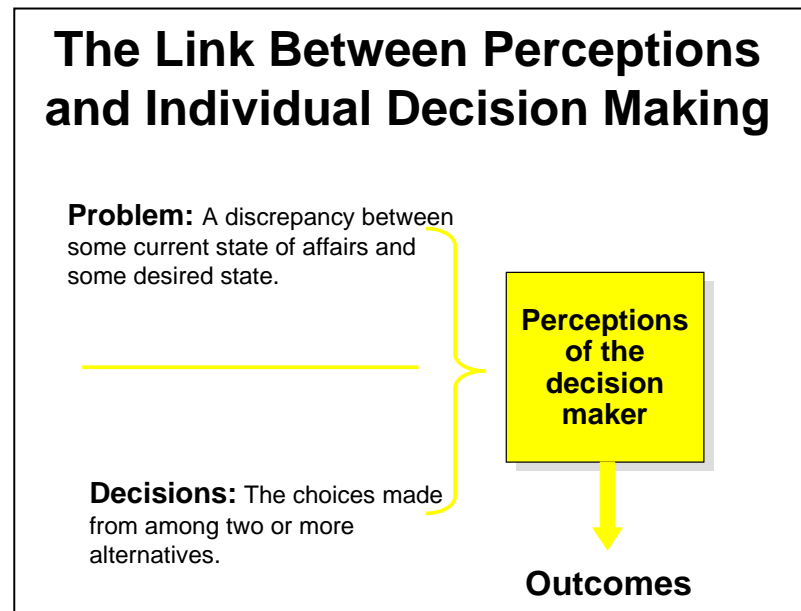 The Link Between Perceptions
and Individual Decision Making
Problem: A discrepancy between
some current state of affairs and
some desired state.
Perceptions
of the
decision
maker
Decisions: The choices made
from among two or more
alternatives.
Outcomes